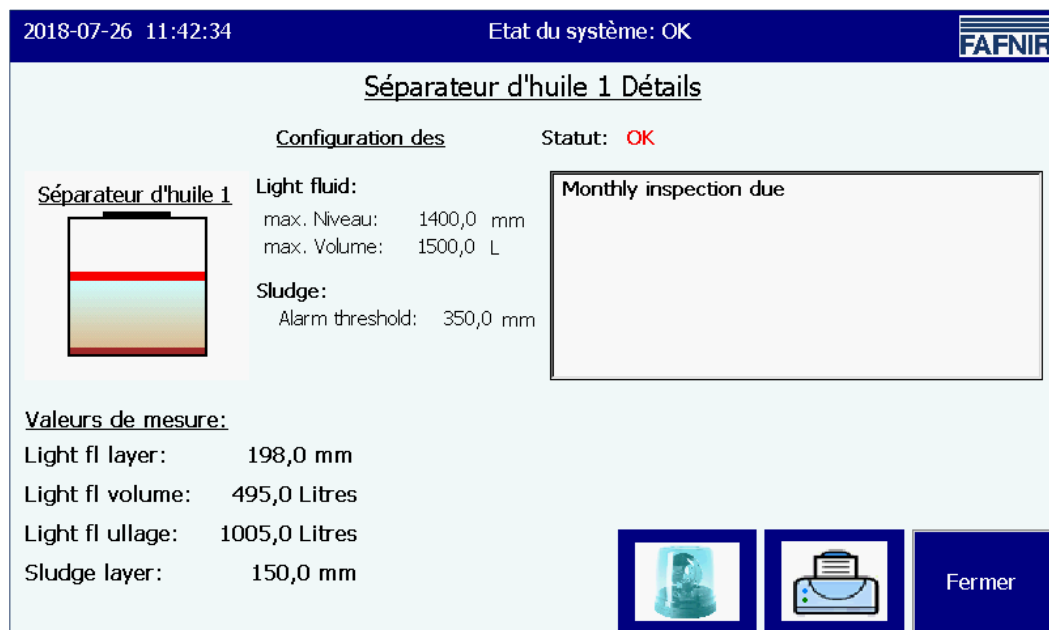 2018-07-26 11:42:34 Etat du système: OK FAFNIR
Séparateur d'huile 1 Détails
Configuration des Statut: OK
Séparateur d'huile 1
Light fluid:
max. Niveau: 1400,0 mm
max. Volume: 1500,0 L
Sludge:
Alarm threshold: 350,0 mm
Monthly inspection due
Valeurs de mesure:
Light fl layer: 198,0 mm
Light fl volume: 495,0 Litres
Light fl ullage: 1005,0 Litres
Sludge layer: 150,0 mm
Fermer